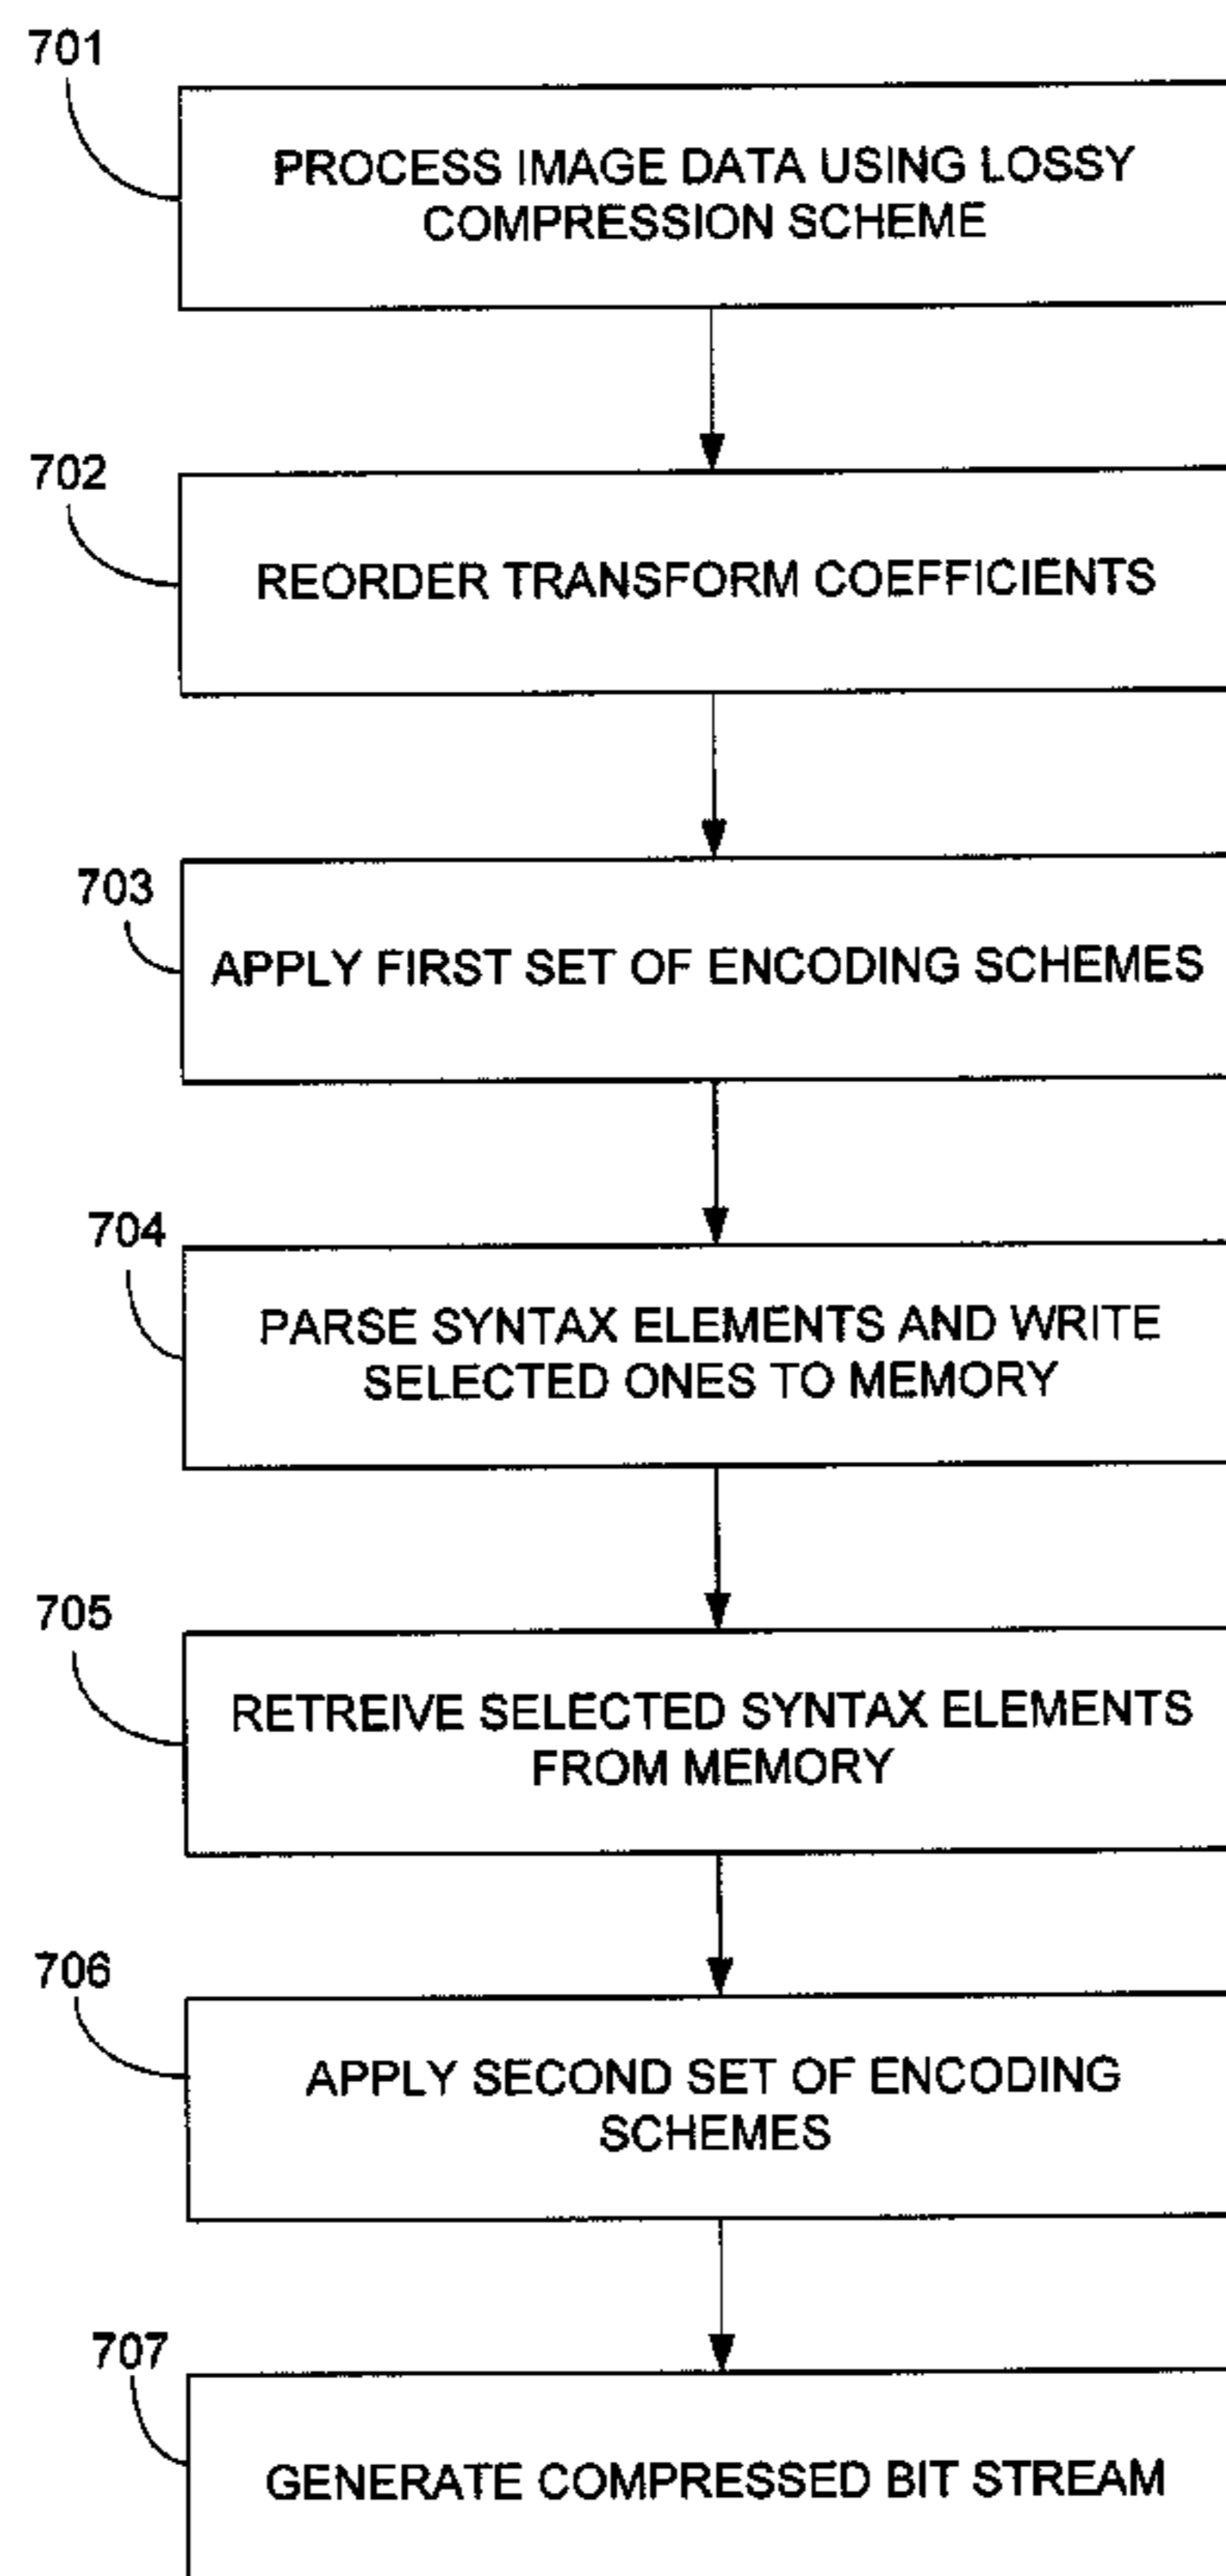 701
PROCESS IMAGE DATA USING LOSSY
COMPRESSION SCHEME
702
REORDER TRANSFORM COEFFICIENTS
703
APPLY FIRST SET OF ENCODING SCHEMES
704
PARSE SYNTAX ELEMENTS AND WRITE
SELECTED ONES TO MEMORY
705
RETREIVE SELECTED SYNTAX ELEMENTS
FROM MEMORY
706
APPLY SECOND SET OF ENCODING
SCHEMES
707
GENERATE COMPRESSED BIT STREAM